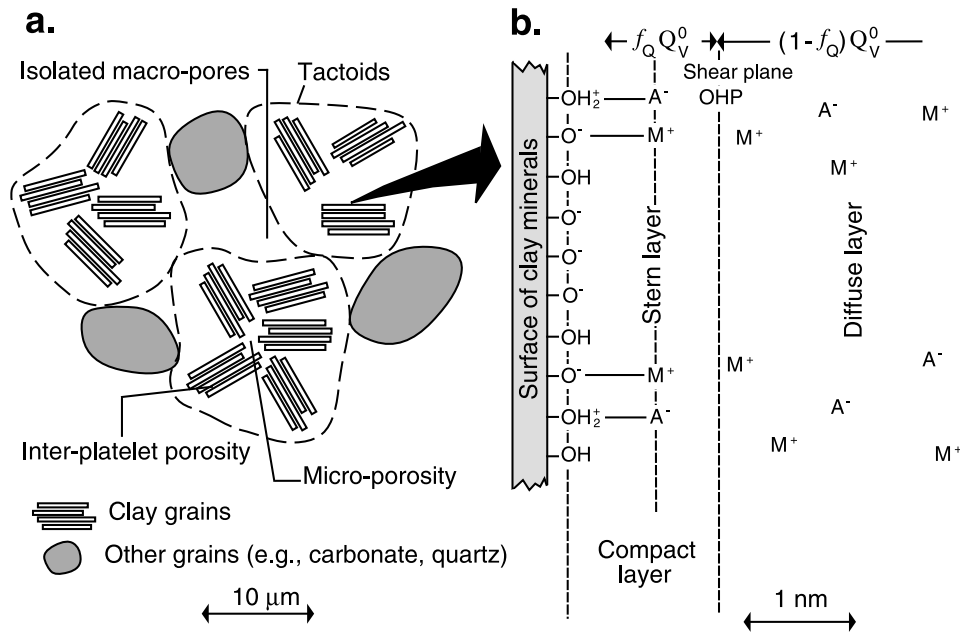 a.
Isolated macro-pores
Tactoids
Inter-platelet porosity
Micro-porosity
Clay grains
Other grains (e.g., carbonate, quartz)
10 μm
b.
f_Q Q_V^0
(1-f_Q)Q_V^0
Shear plane
OHP
Surface of clay minerals
OH₂⁺ A⁻
O⁻ M⁺
OH
O⁻
O⁻
O⁻
OH
O⁻ M⁺
OH₂⁺ A⁻
OH
Stern layer
Diffuse layer
A⁻
M⁺
M⁺
M⁺
M⁺
A⁻
A⁻
M⁺
M⁺
Compact
layer
1 nm